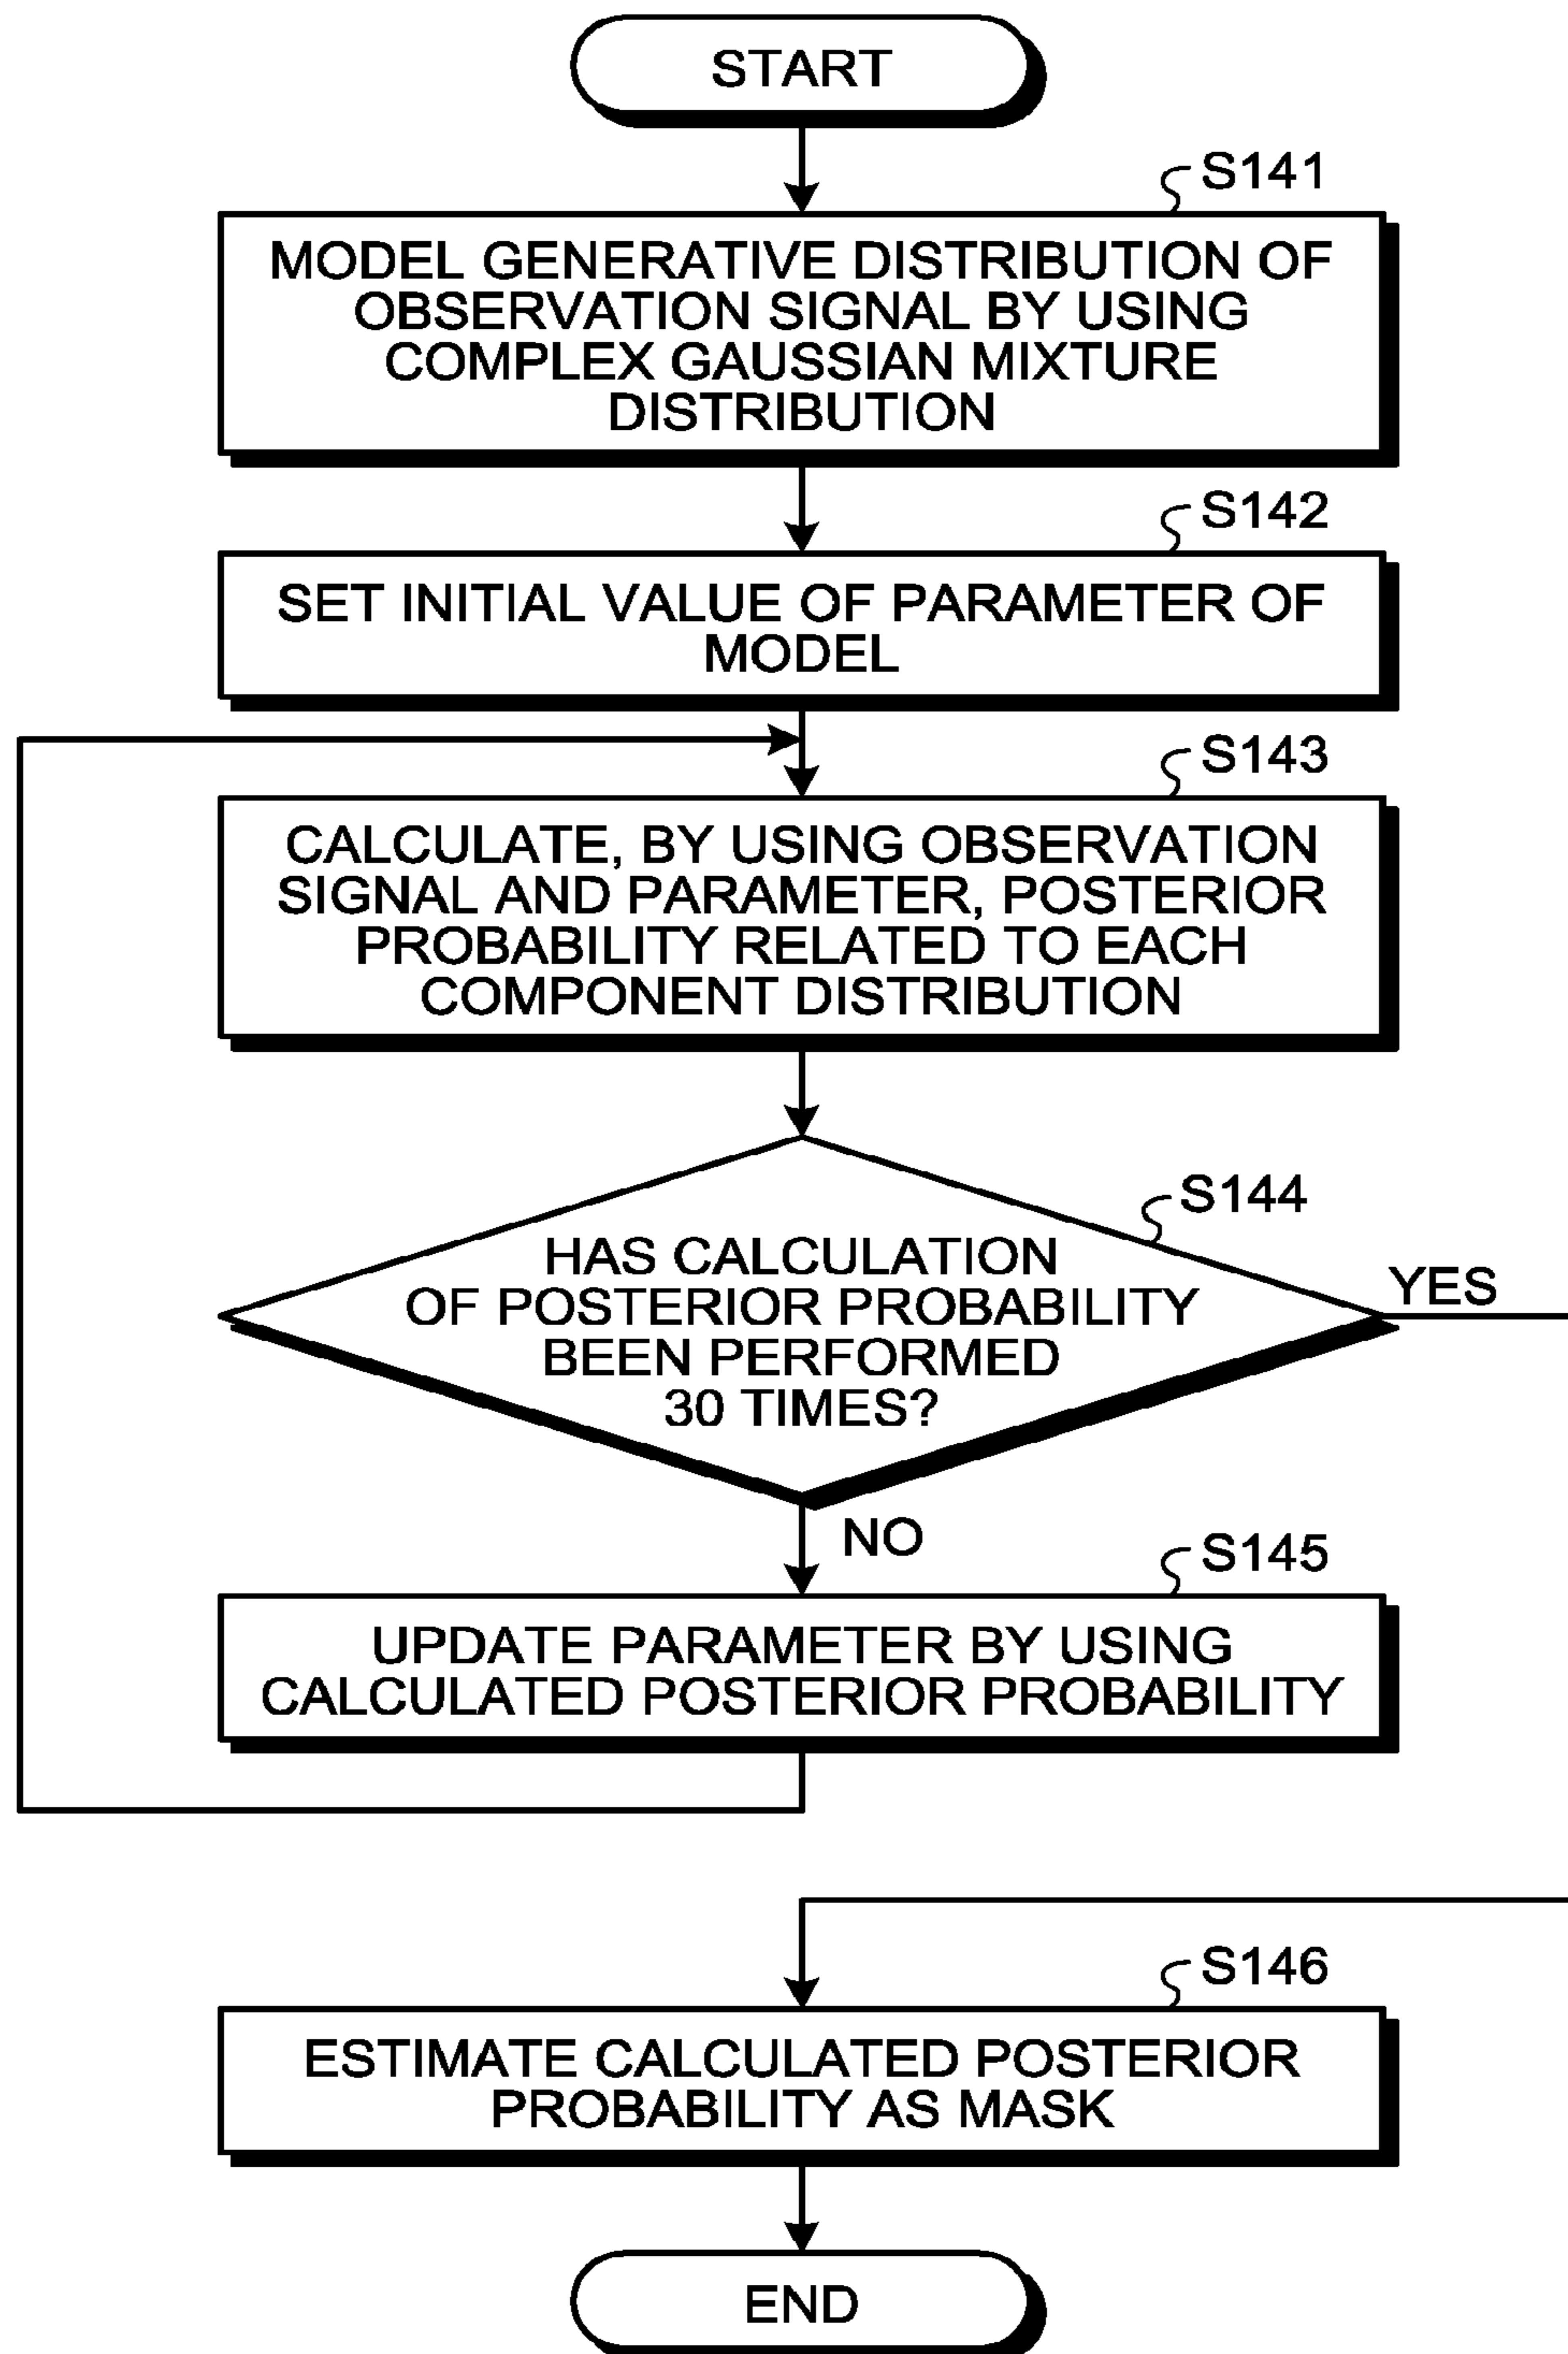 START
S141
MODEL GENERATIVE DISTRIBUTION OF
OBSERVATION SIGNAL BY USING
COMPLEX GAUSSIAN MIXTURE
DISTRIBUTION
S142
SET INITIAL VALUE OF PARAMETER OF
MODEL
S143
CALCULATE, BY USING OBSERVATION
SIGNAL AND PARAMETER, POSTERIOR
PROBABILITY RELATED TO EACH
COMPONENT DISTRIBUTION
S144
HAS CALCULATION
OF POSTERIOR PROBABILITY
BEEN PERFORMED
30 TIMES?
YES
NO
S145
UPDATE PARAMETER BY USING
CALCULATED POSTERIOR PROBABILITY
S146
ESTIMATE CALCULATED POSTERIOR
PROBABILITY AS MASK
END